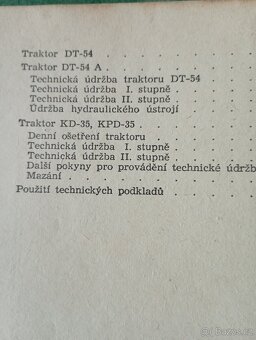 Traktor DT-54 . . .
Traktor DT-54 A . . . . .
Technická údržba traktoru DT-54 . .
Technická údržba I. stupně . . .
Technická údržba II. stupně . . .
Údržba hydraulického ústrojí . . .
Traktor KD-35, KPD-35 . . . . .
Denní ošetření traktoru . . . .
Technická údržba I. stupně . . .
Technická údržba II. stupně . . .
Další pokyny pro provádění technické údržb
Mazání . . . . . . .
Použití technických podkladů . . .